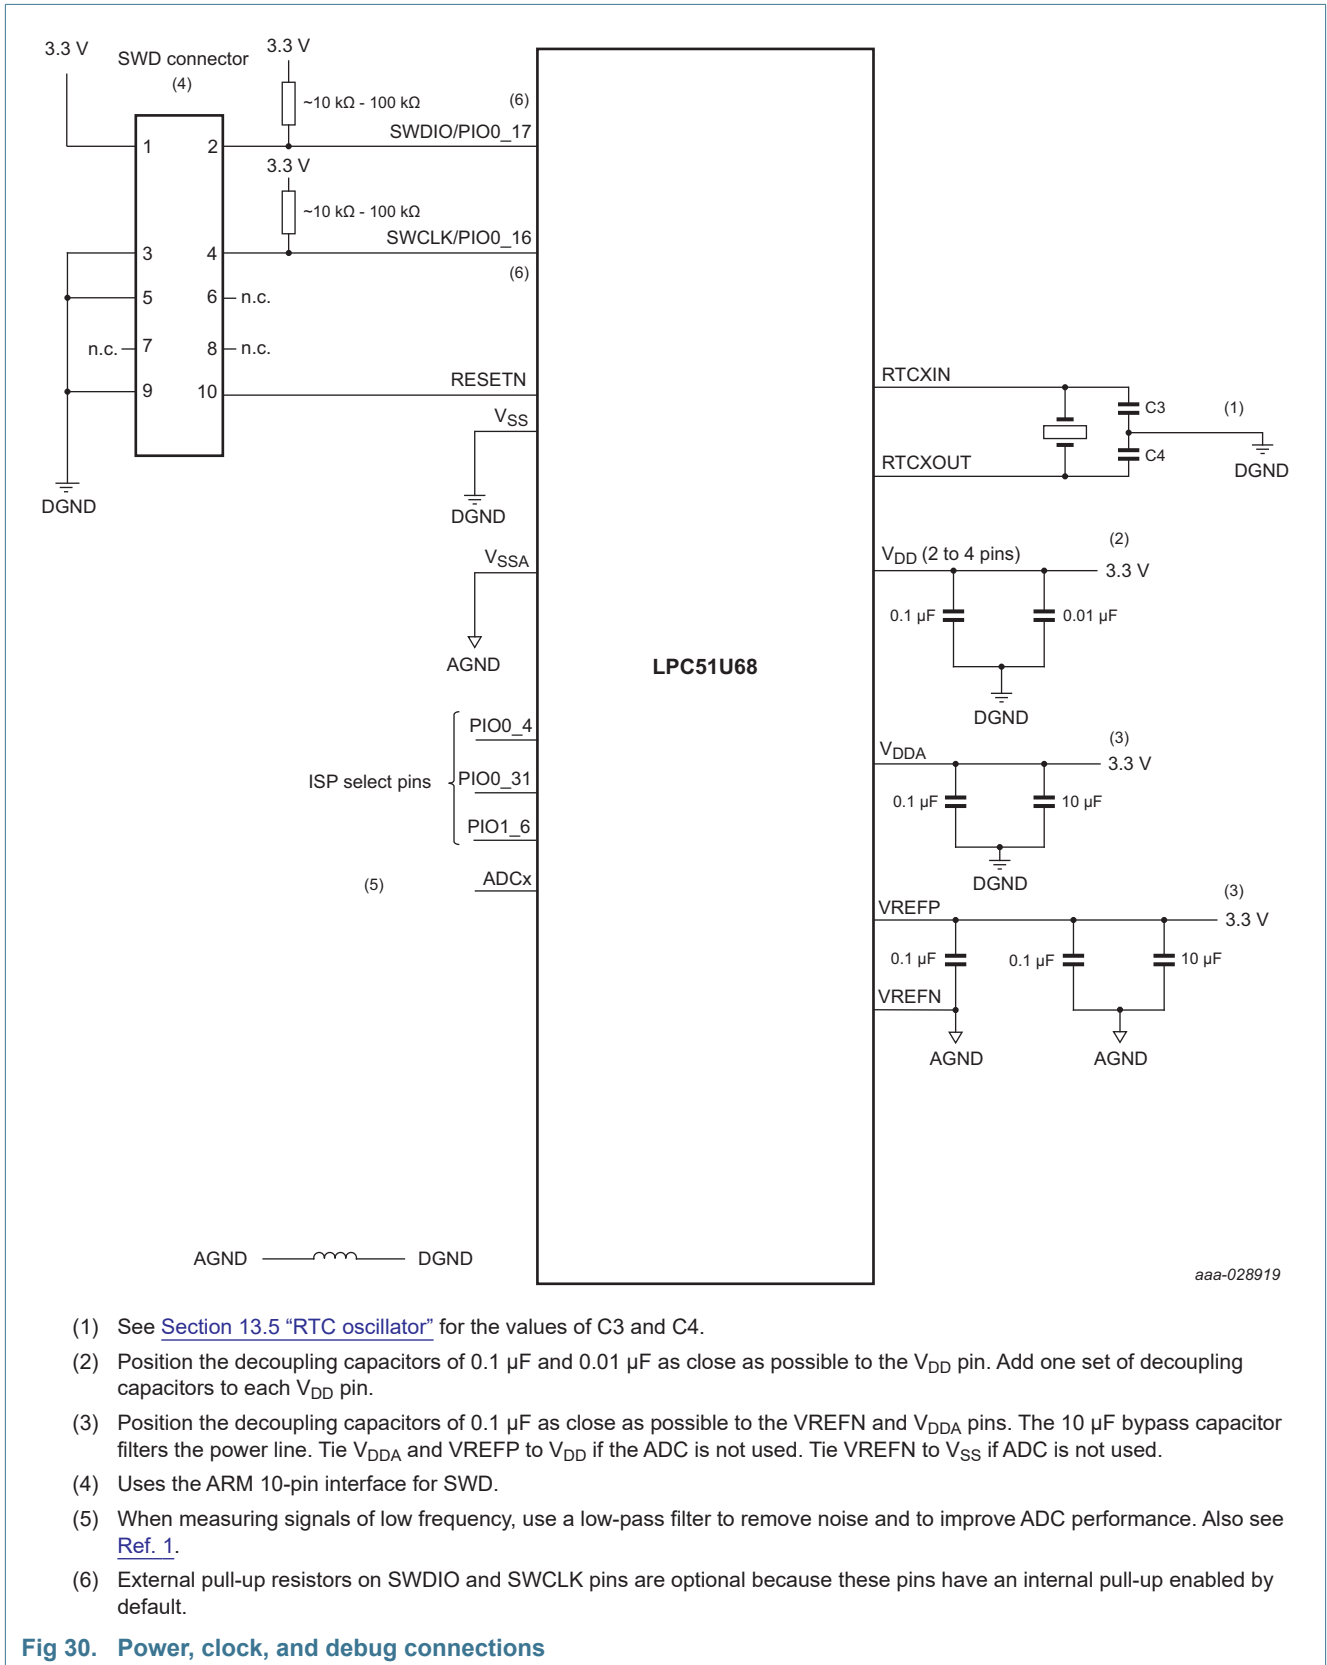 3.3 V
SWD connector
(4)
3.3 V
~10 kΩ - 100 kΩ
(6)
SWDIO/PIO0_17
1
2
3.3 V
~10 kΩ - 100 kΩ
SWCLK/PIO0_16
3
4
(6)
5
6
n.c.
n.c.
7
8
n.c.
9
10
RESETN
VSS
DGND
DGND
VSSA
AGND
LPC51U68
ISP select pins
PIO0_4
PIO0_31
PIO1_6
(5)
ADCx
RTCXIN
C3
(1)
RTCXOUT
C4
DGND
VDD (2 to 4 pins)
(2)
3.3 V
0.1 µF
0.01 µF
DGND
VDDA
(3)
3.3 V
0.1 µF
10 µF
DGND
VREFP
(3)
3.3 V
0.1 µF
0.1 µF
10 µF
VREFN
AGND
AGND
AGND
DGND
aaa-028919
(1) See Section 13.5 “RTC oscillator” for the values of C3 and C4.
(2) Position the decoupling capacitors of 0.1 µF and 0.01 µF as close as possible to the VDD pin. Add one set of decoupling
capacitors to each VDD pin.
(3) Position the decoupling capacitors of 0.1 µF as close as possible to the VREFN and VDDA pins. The 10 µF bypass capacitor
filters the power line. Tie VDDA and VREFP to VDD if the ADC is not used. Tie VREFN to VSS if ADC is not used.
(4) Uses the ARM 10-pin interface for SWD.
(5) When measuring signals of low frequency, use a low-pass filter to remove noise and to improve ADC performance. Also see
Ref. 1.
(6) External pull-up resistors on SWDIO and SWCLK pins are optional because these pins have an internal pull-up enabled by
default.
Fig 30. Power, clock, and debug connections